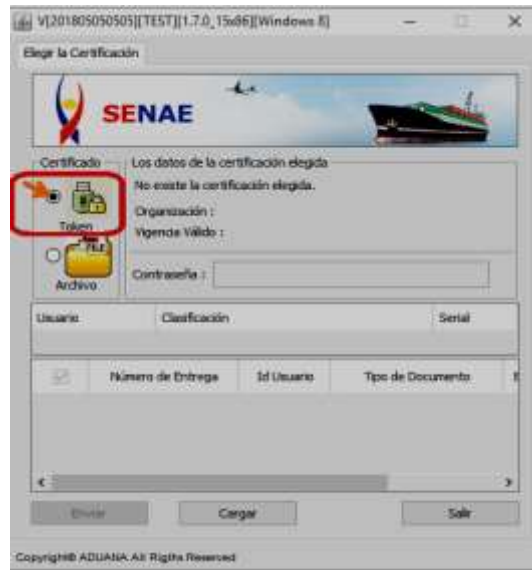 V[201805050505][TEST][1.7.0_15x86][Windows 8]
Elegir la Certificación
SENAE
Certificado
Los datos de la certificación elegida
No existe la certificación elegida.
Token
Organización :
Vigencia Válido :
FILE
Archivo
Contraseña :
Usuario Clasificación Serial
Número de Entrega Id Usuario Tipo de Documento
Enviar Cargar Salir
Copyright© ADUANA All Rigths Reserved